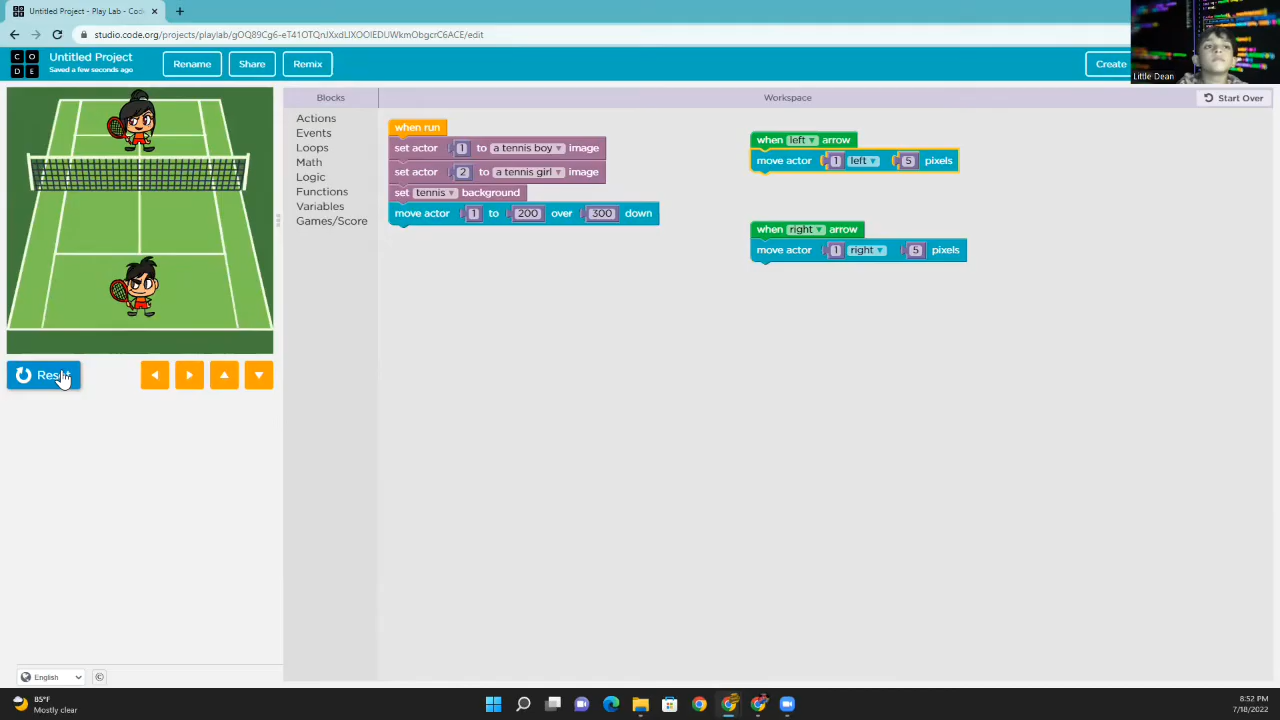 Untitled Project - Play Lab - Cod
studio.code.org/projects/playlab/
C O
D E
Untitled Project
Saved a few seconds ago
Rename
Share
Remix
Create
Little Dean
Blocks
Workspace
Start Over
Actions
Events
Loops
Math
Logic
Functions
Variables
Games/Score
when run
set actor 1 to a tennis boy image
set actor 2 to a tennis girl image
set tennis background
move actor 1 to 200 over 300 down
when left arrow
move actor 1 left 5 pixels
when right arrow
move actor 1 right 5 pixels
English
©
85°F
Mostly clear
8:52 PM
7/18/2022